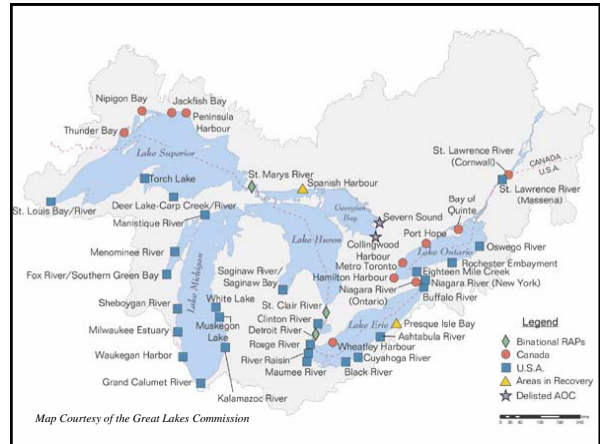 Nipigon Bay
Jackfish Bay
Peninsula
Harbour
Thunder Bay
Lake Superior
St. Lawrence River
(Cornwall)
CANADA
U.S.A.
St. Marys River
Spanish Harbour
Torch Lake
St. Lawrence River
(Massena)
Georgian
Bay
Bay of
Quinte
Deer Lake-Carp Creek/River
St. Louis Bay/River
Manistique River
Severn Sound
Port Hope
Lake Huron
Collingwood
Harbour
Lake Ontario
Oswego River
Menominee River
Metro Toronto
Rochester Embayment
Saginaw River/
Saginaw Bay
Hamilton Harbour
Eighteen Mile Creek
Fox River/Southern Green Bay
Lake Michigan
Niagara River
(Ontario)
Niagara River (New York)
Buffalo River
White Lake
St. Clair River
Sheboygan River
Clinton River
Lake Erie
Presque Isle Bay
Muskegon
Lake
Detroit River
Milwaukee Estuary
Rouge River
Ashtabula River
Wheatley Harbour
Waukegan Harbor
River Raisin
Cuyahoga River
Maumee River
Black River
Grand Calumet River
Kalamazoc River
Legend
Binational RAPs
Canada
U.S.A.
Areas in Recovery
Delisted AOC
Map Courtesy of the Great Lakes Commission